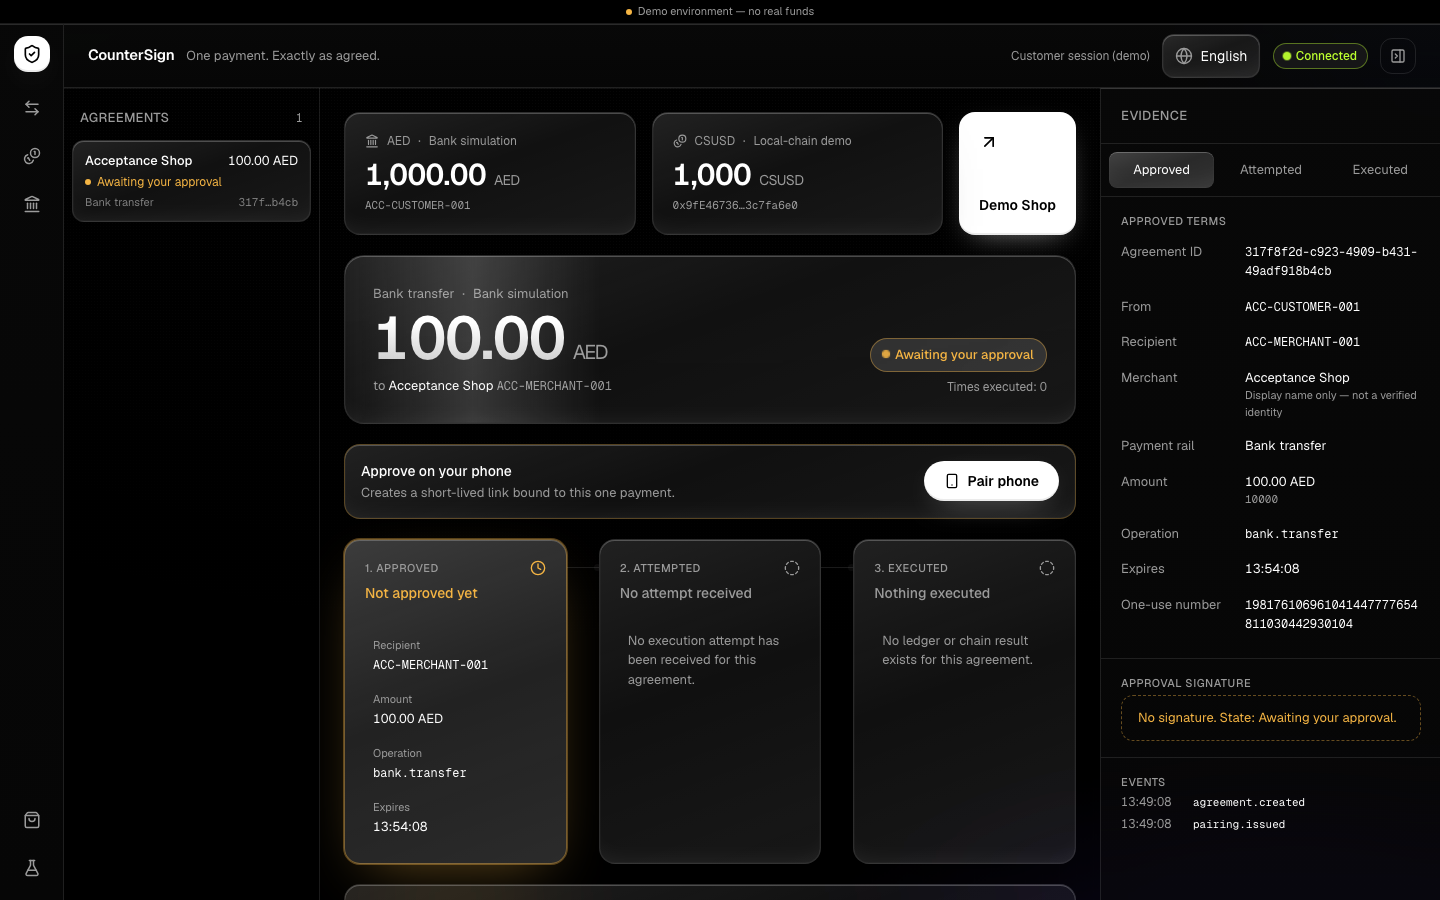 Demo environment — no real funds
CounterSign One payment. Exactly as agreed.
Customer session (demo)
English
Connected
AGREEMENTS 1
Acceptance Shop 100.00 AED
Awaiting your approval
Bank transfer 317f…b4cb
AED · Bank simulation
1,000.00 AED
ACC-CUSTOMER-001
CSUSD · Local-chain demo
1,000 CSUSD
0x9fE46736…3c7fa6e0
Demo Shop
Bank transfer · Bank simulation
100.00 AED
to Acceptance Shop ACC-MERCHANT-001
Awaiting your approval
Times executed: 0
Approve on your phone
Creates a short-lived link bound to this one payment.
Pair phone
1. APPROVED
Not approved yet
Recipient
ACC-MERCHANT-001
Amount
100.00 AED
Operation
bank.transfer
Expires
13:54:08
2. ATTEMPTED
No attempt received
No execution attempt has
been received for this
agreement.
3. EXECUTED
Nothing executed
No ledger or chain result
exists for this agreement.
EVIDENCE
Approved Attempted Executed
APPROVED TERMS
Agreement ID 317f8f2d-c923-4909-b431-
49adf918b4cb
From ACC-CUSTOMER-001
Recipient ACC-MERCHANT-001
Merchant Acceptance Shop
Display name only — not a verified
identity
Payment rail Bank transfer
Amount 100.00 AED
10000
Operation bank.transfer
Expires 13:54:08
One-use number 198176106961041447777654
811030442930104
APPROVAL SIGNATURE
No signature. State: Awaiting your approval.
EVENTS
13:49:08 agreement.created
13:49:08 pairing.issued